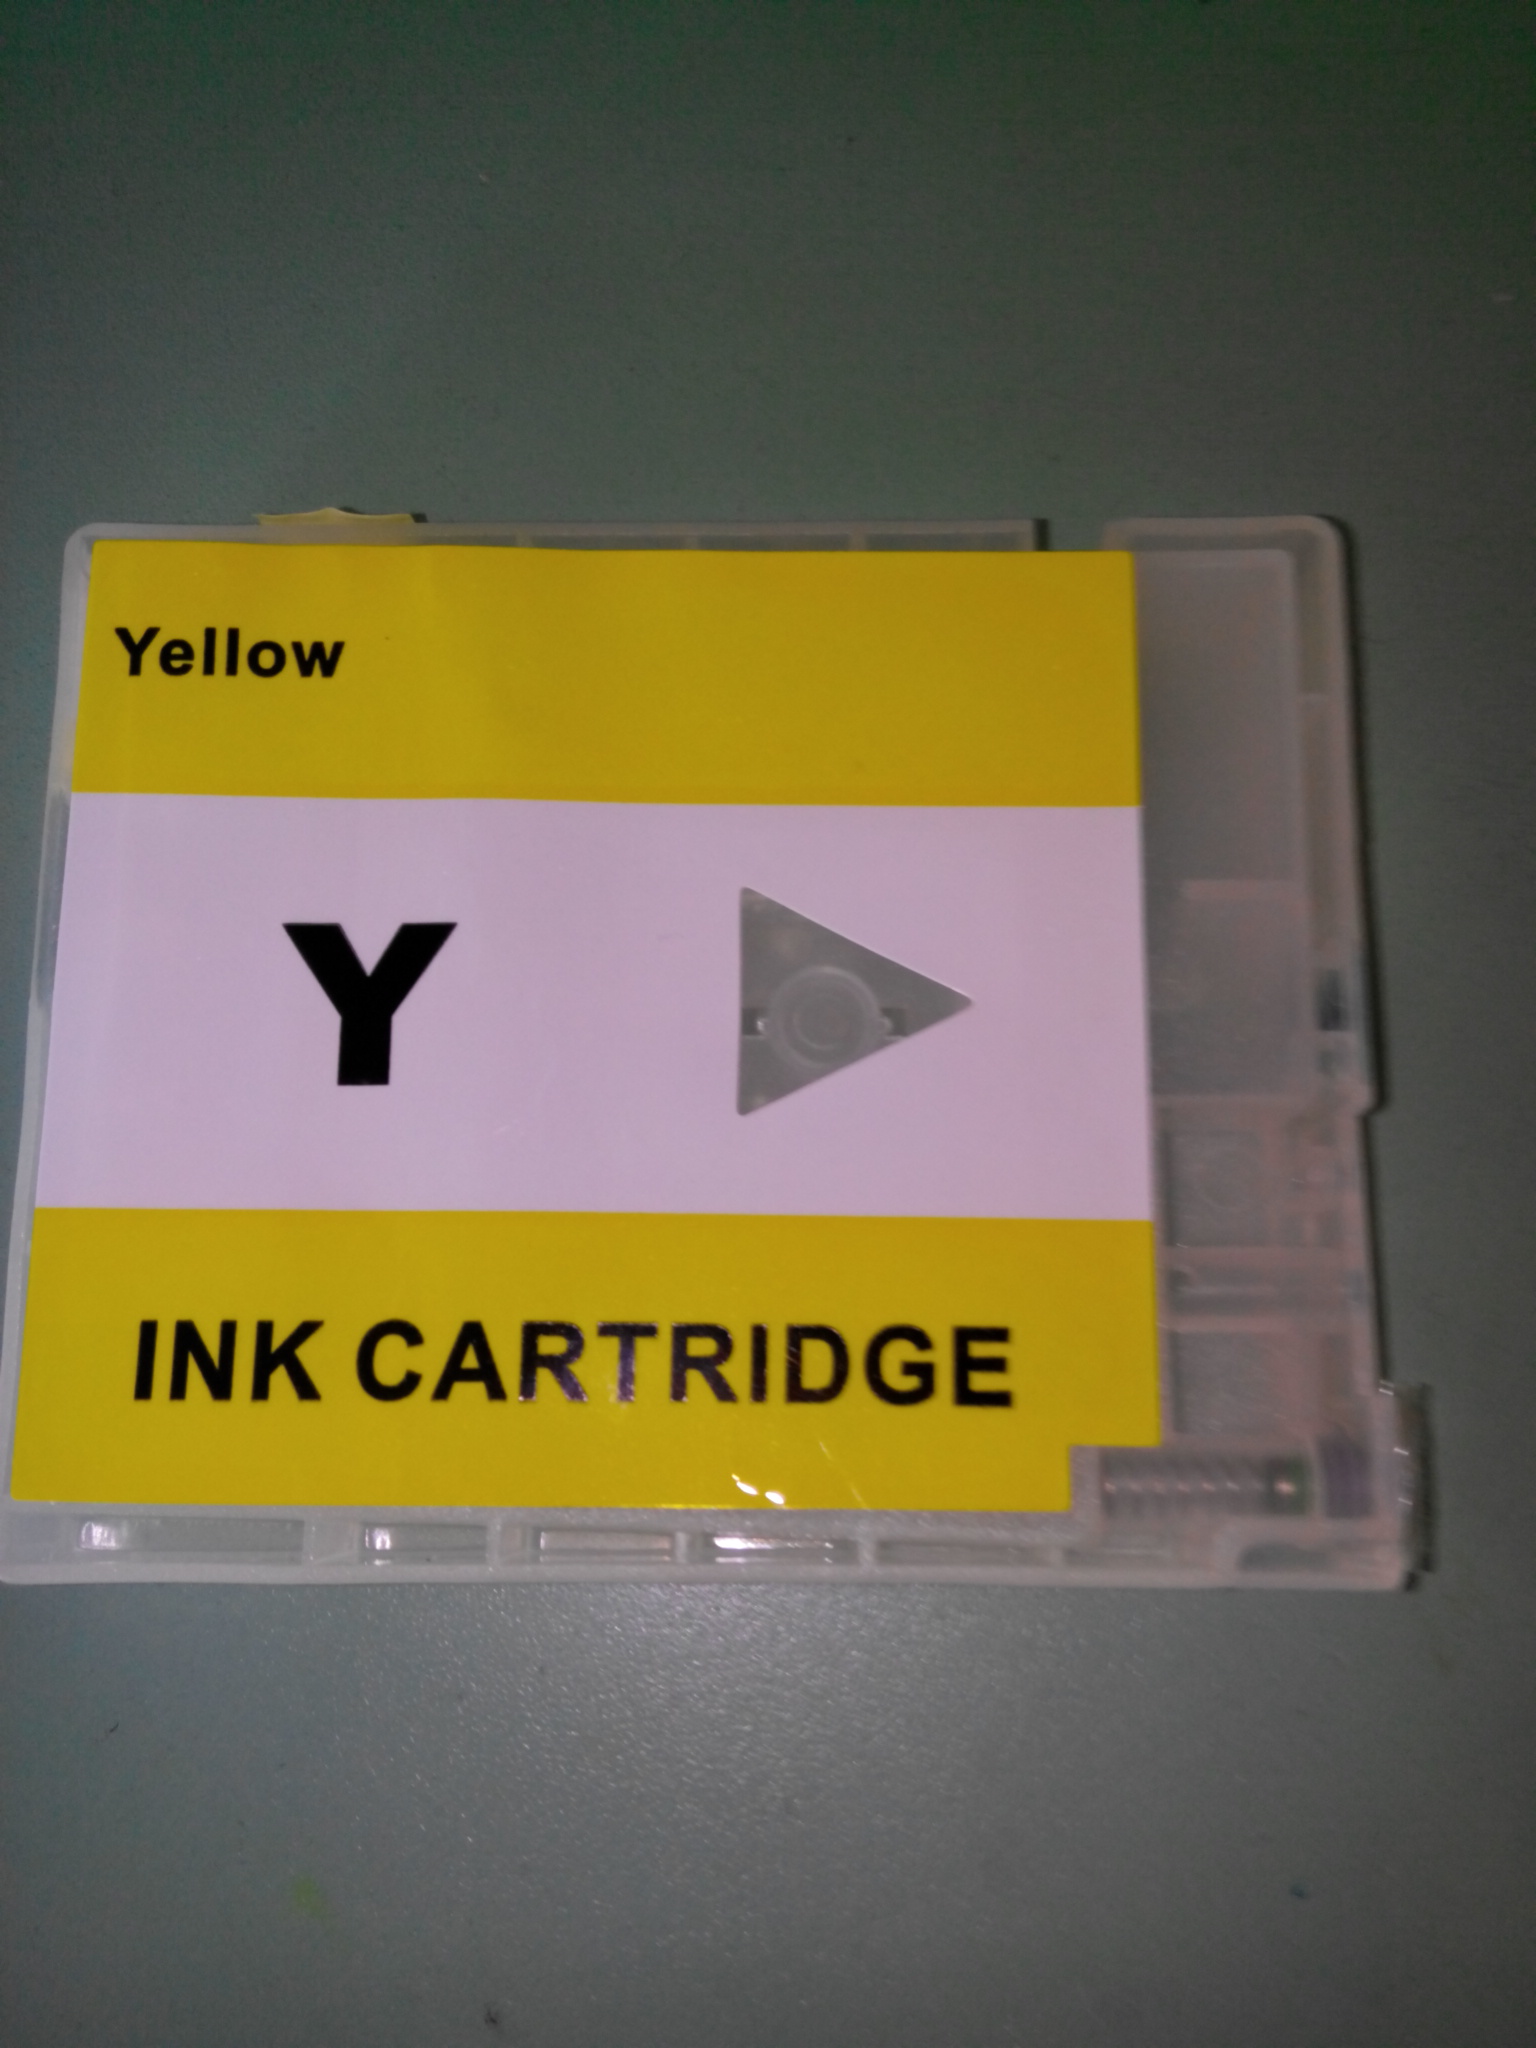 Yellow
Y
INK CARTRIDGE